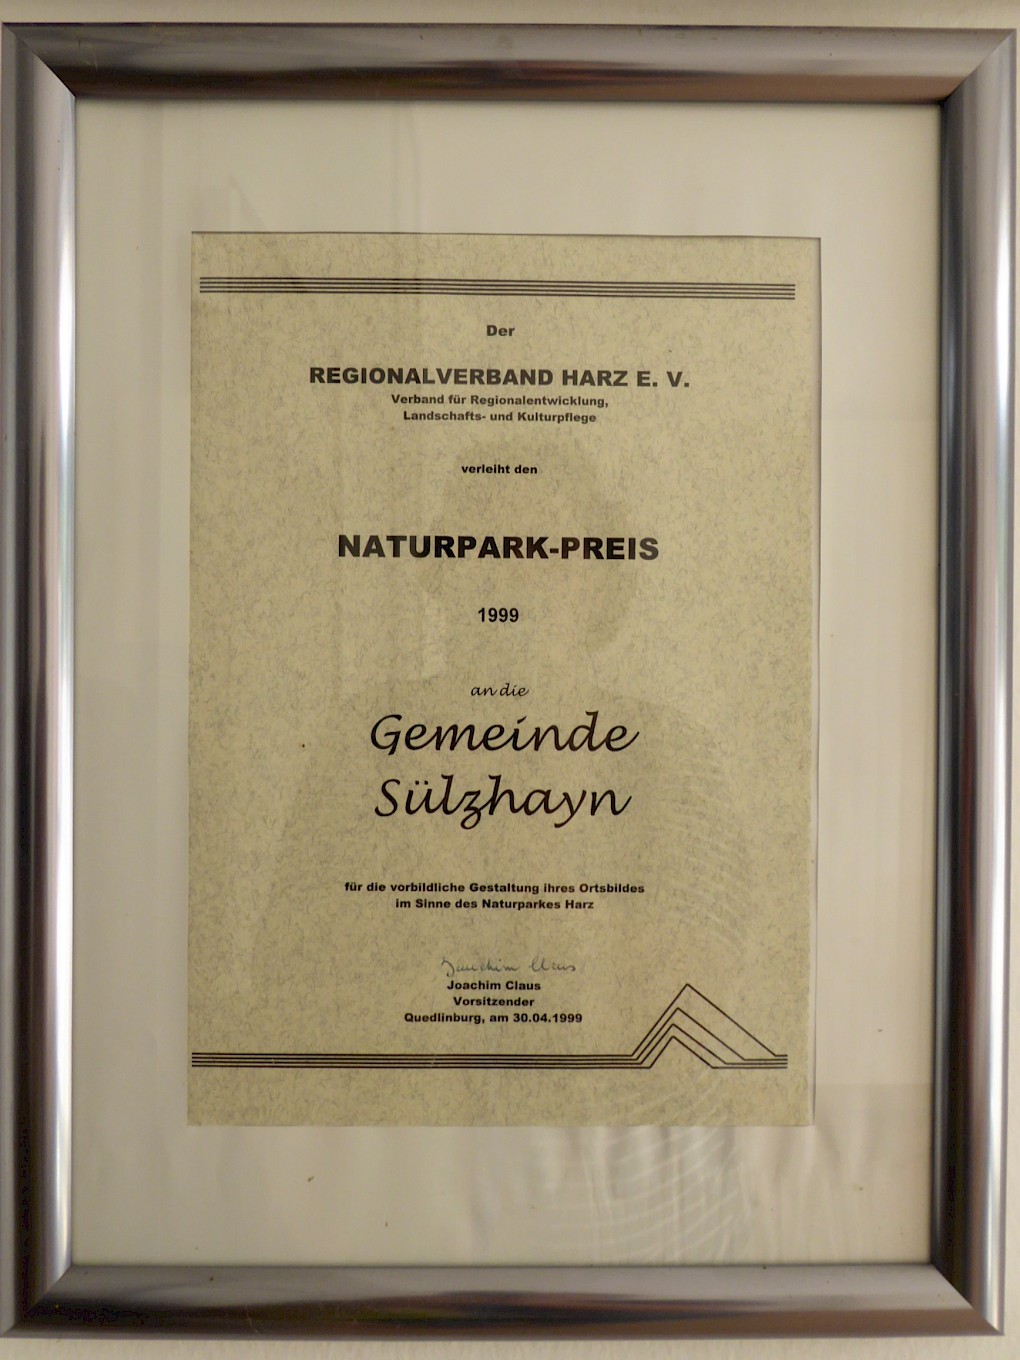 Der
REGIONALVERBAND HARZ E. V.
Verband für Regionalentwicklung,
Landschafts- und Kulturpflege
verleiht den
NATURPARK-PREIS
1999
an die
Gemeinde
Sülzhayn
für die vorbildliche Gestaltung ihres Ortsbildes
im Sinne des Naturparkes Harz
Joachim Claus
Joachim Claus
Vorsitzender
Quedlinburg, am 30.04.1999